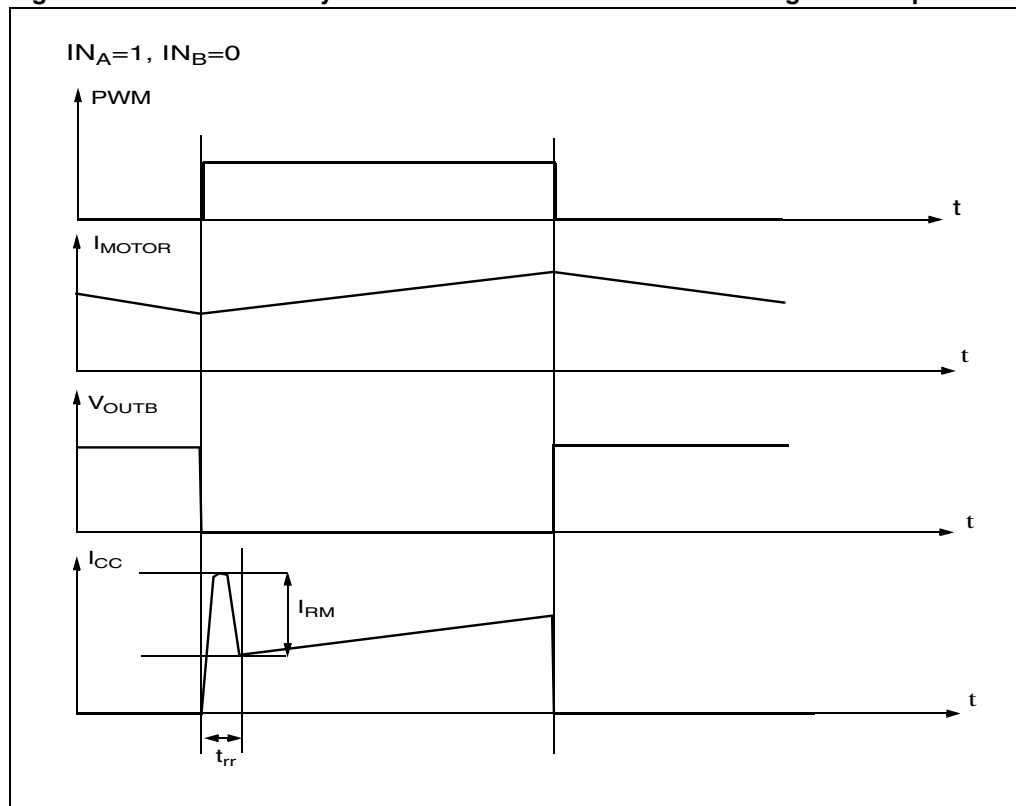 IN_A=1, IN_B=0
PWM
t
I_MOTOR
t
V_OUTB
t
I_CC
I_RM
t
t_rr